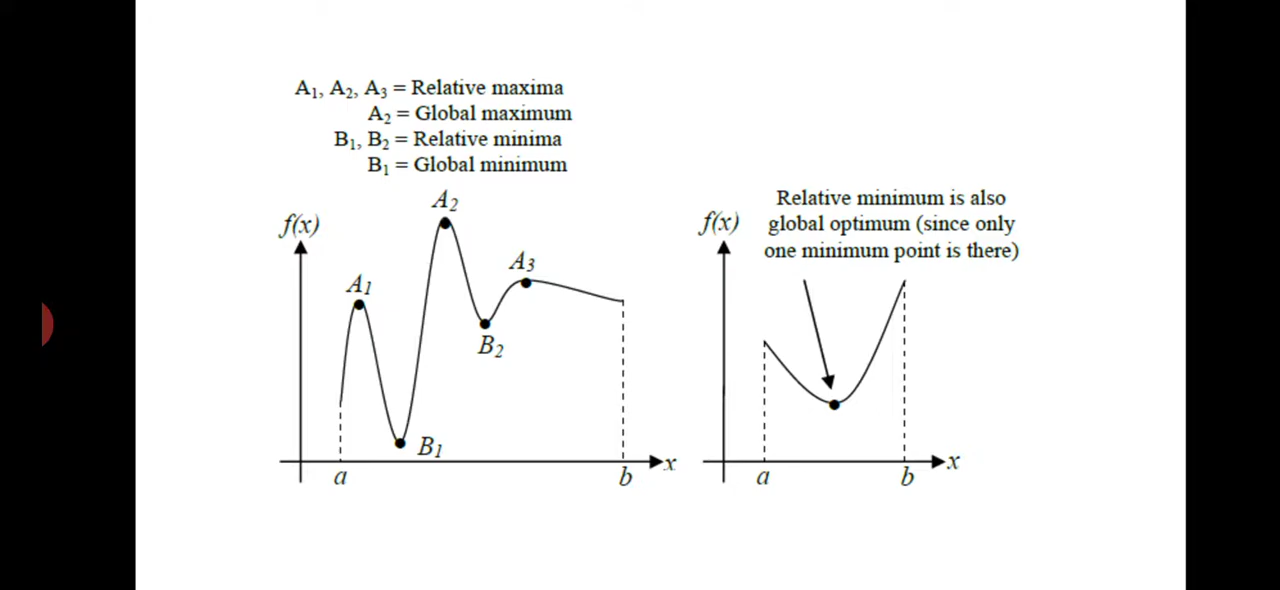 A₁, A₂, A₃ = Relative maxima
A₂ = Global maximum
B₁, B₂ = Relative minima
B₁ = Global minimum
f(x)
A₁
A₂
A₃
B₁
B₂
a
b
x
Relative minimum is also
global optimum (since only
one minimum point is there)
f(x)
a
b
x